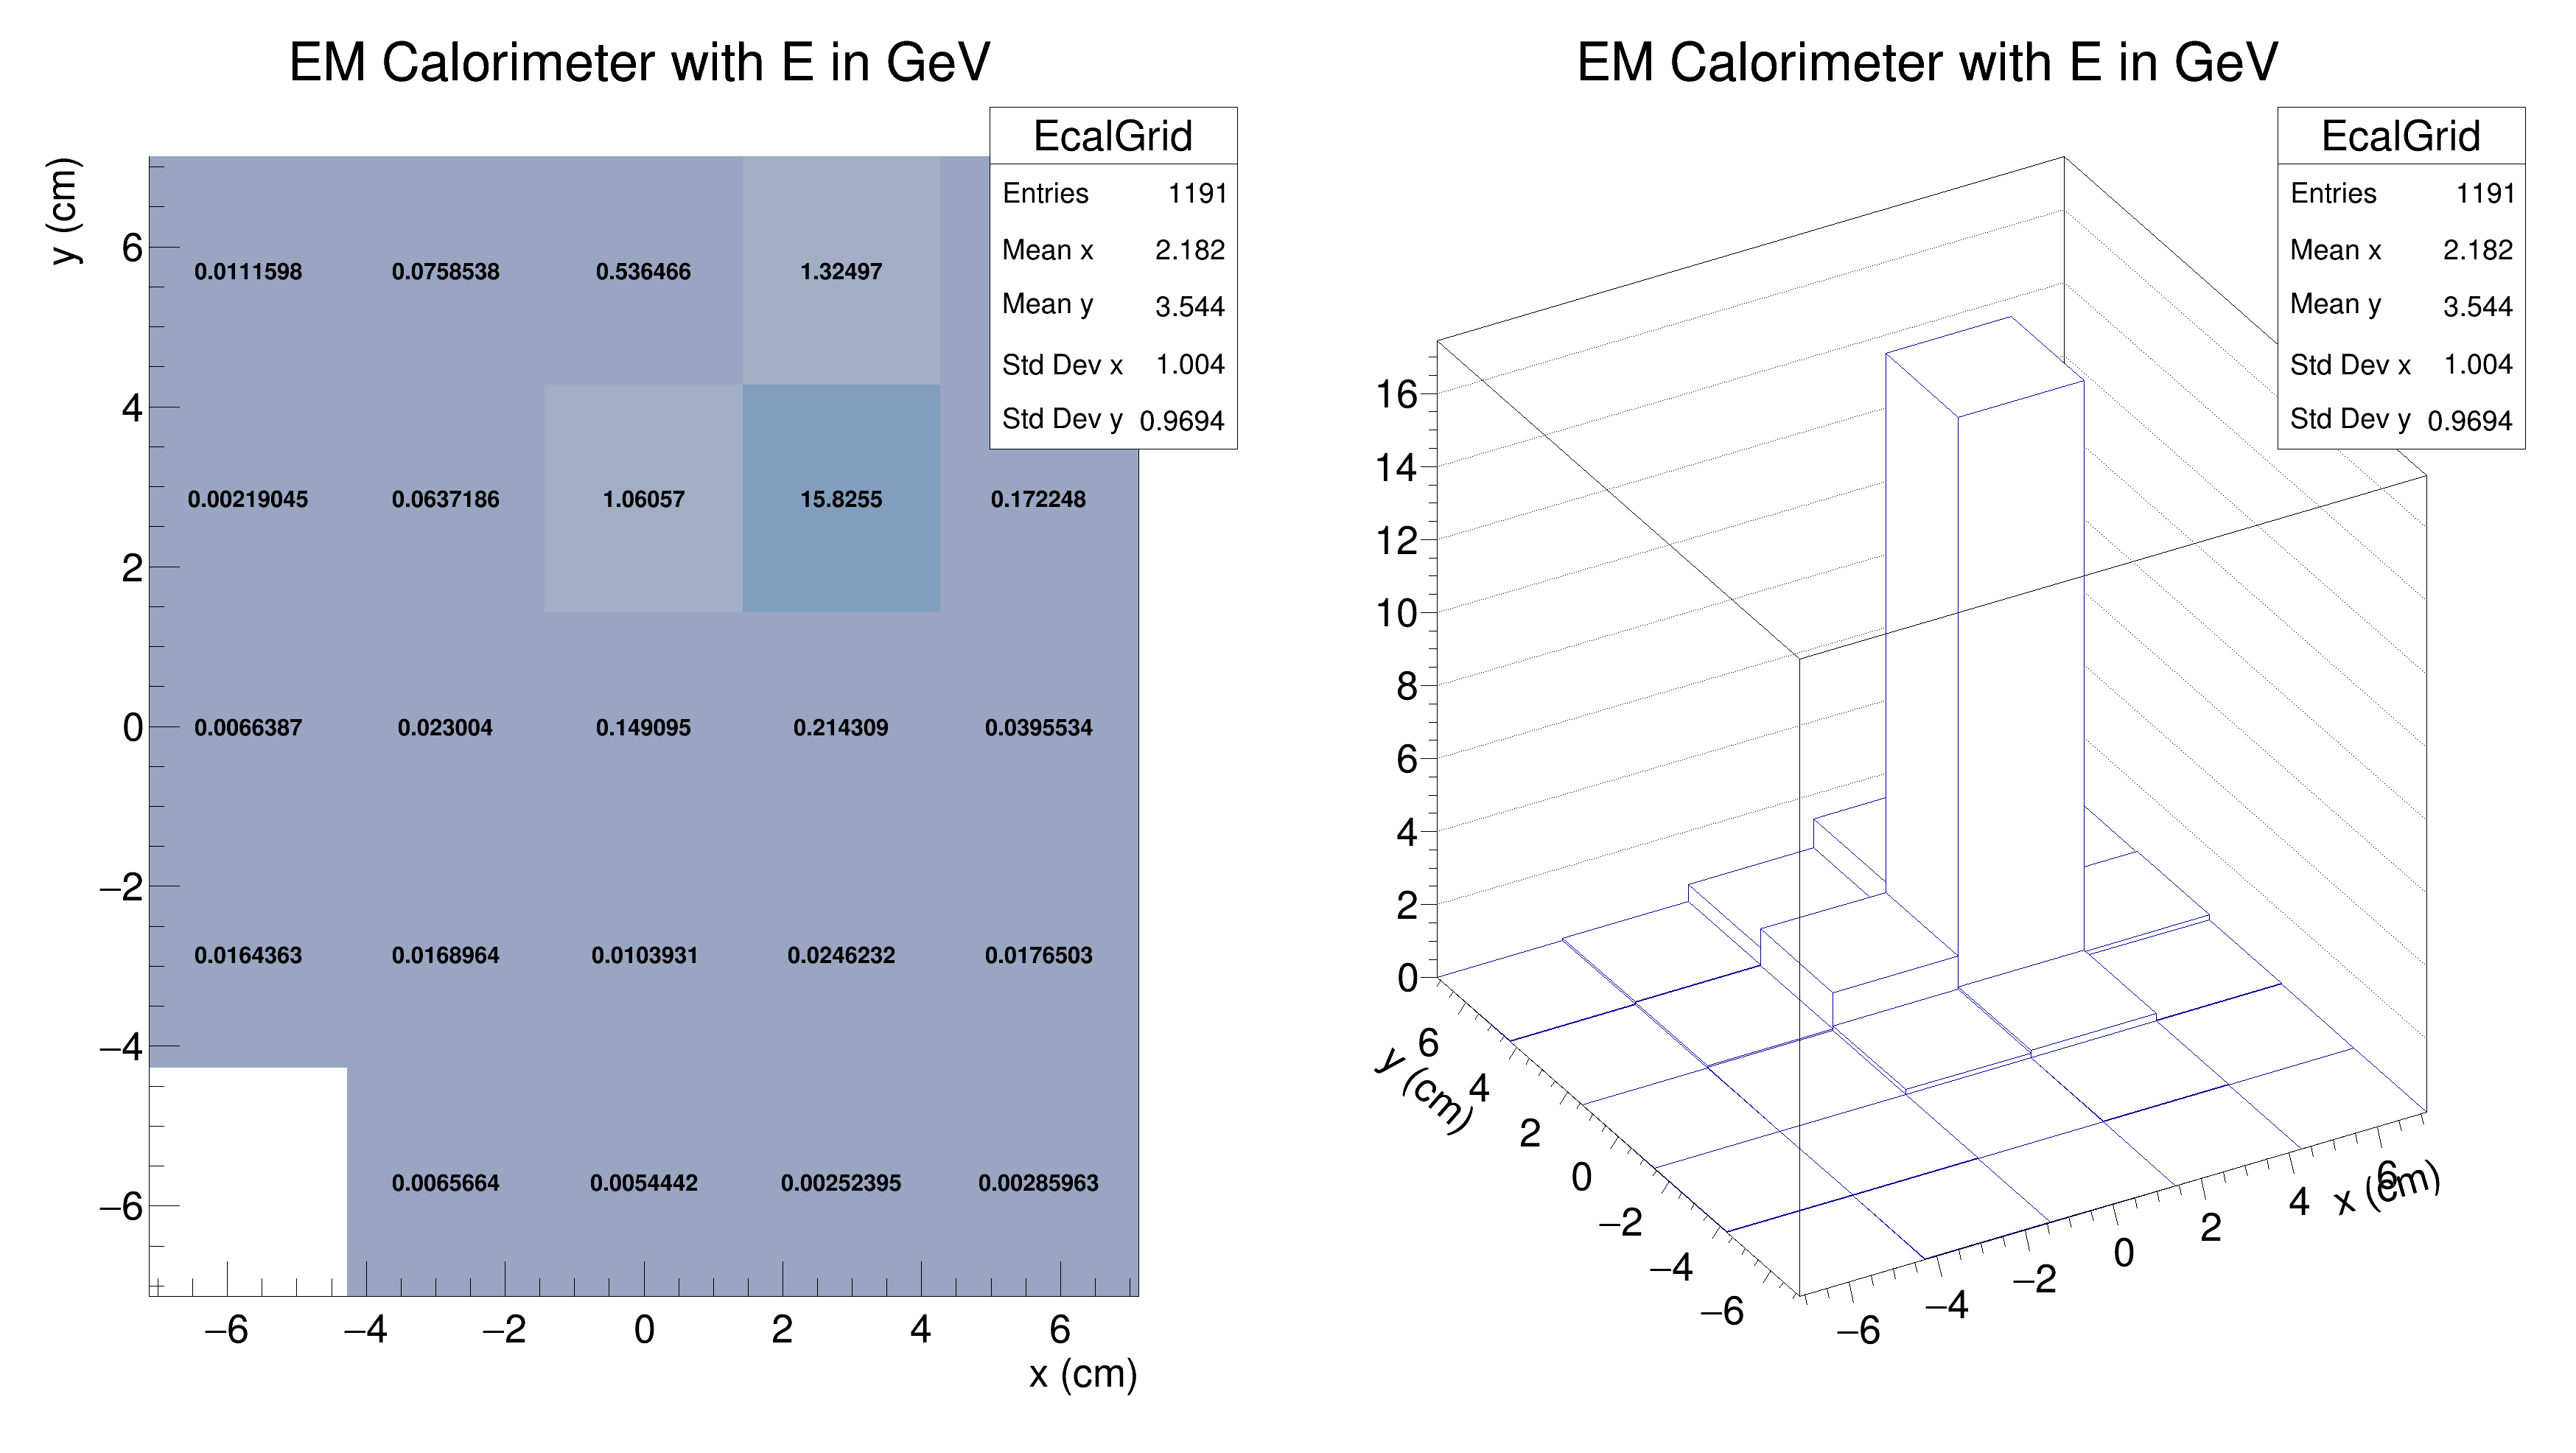 EM Calorimeter with E in GeV
EcalGrid
Entries 1191
Mean x 2.182
Mean y 3.544
Std Dev x 1.004
Std Dev y 0.9694
y (cm)
6
4
2
0
−2
−4
−6
0.0111598 0.0758538 0.536466 1.32497
0.00219045 0.0637186 1.06057 15.8255 0.172248
0.0066387 0.023004 0.149095 0.214309 0.0395534
0.0164363 0.0168964 0.0103931 0.0246232 0.0176503
0.0065664 0.0054442 0.00252395 0.00285963
−6 −4 −2 0 2 4 6
x (cm)
EM Calorimeter with E in GeV
EcalGrid
Entries 1191
Mean x 2.182
Mean y 3.544
Std Dev x 1.004
Std Dev y 0.9694
16
14
12
10
8
6
4
2
0
6
4
2
0
−2
−4
−6
y (cm)
−6 −4 −2 0 2 4 6
x (cm)